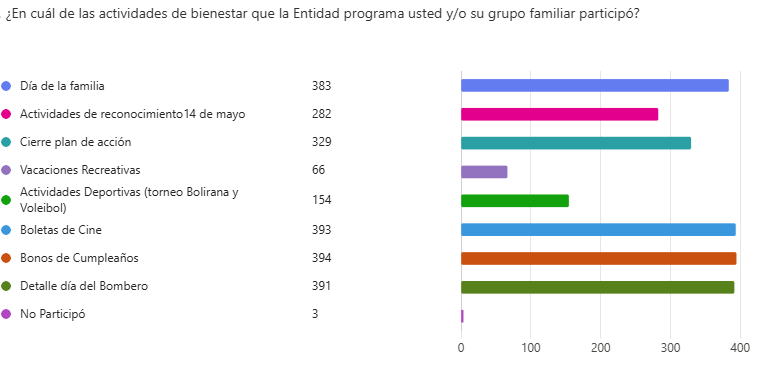 . ¿En cuál de las actividades de bienestar que la Entidad programa usted y/o su grupo familiar participó?
Día de la familia 383
Actividades de reconocimiento14 de mayo 282
Cierre plan de acción 329
Vacaciones Recreativas 66
Actividades Deportivas (torneo Bolirana y
Voleibol) 154
Boletas de Cine 393
Bonos de Cumpleaños 394
Detalle día del Bombero 391
No Participó 3
0 100 200 300 400